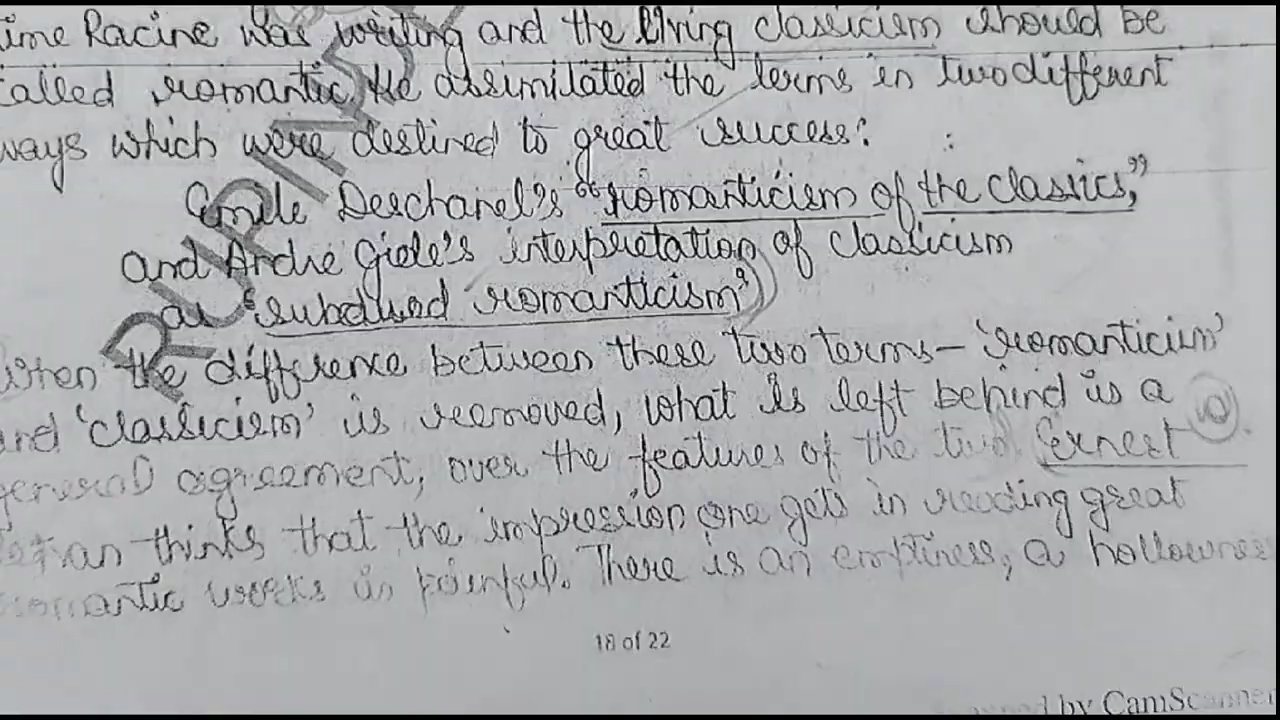 time Racine was writing and the living classicism should be
called romantic. He assimilated the terms in two different
ways which were destined to great success:
Emile Deschanel's "romanticism of the classics,"
and Andre Giele's interpretation of classicism
as 'subdued romanticism')
when the difference between these two terms- 'romanticism'
and 'classicism' is reemoved, what is left behind is a
general agreement, over the features of the two Ernest
thinks that the impression one gets in reading great
romantic works is painful. There is an emptiness, a hollowness
18 of 22
by CamScanner